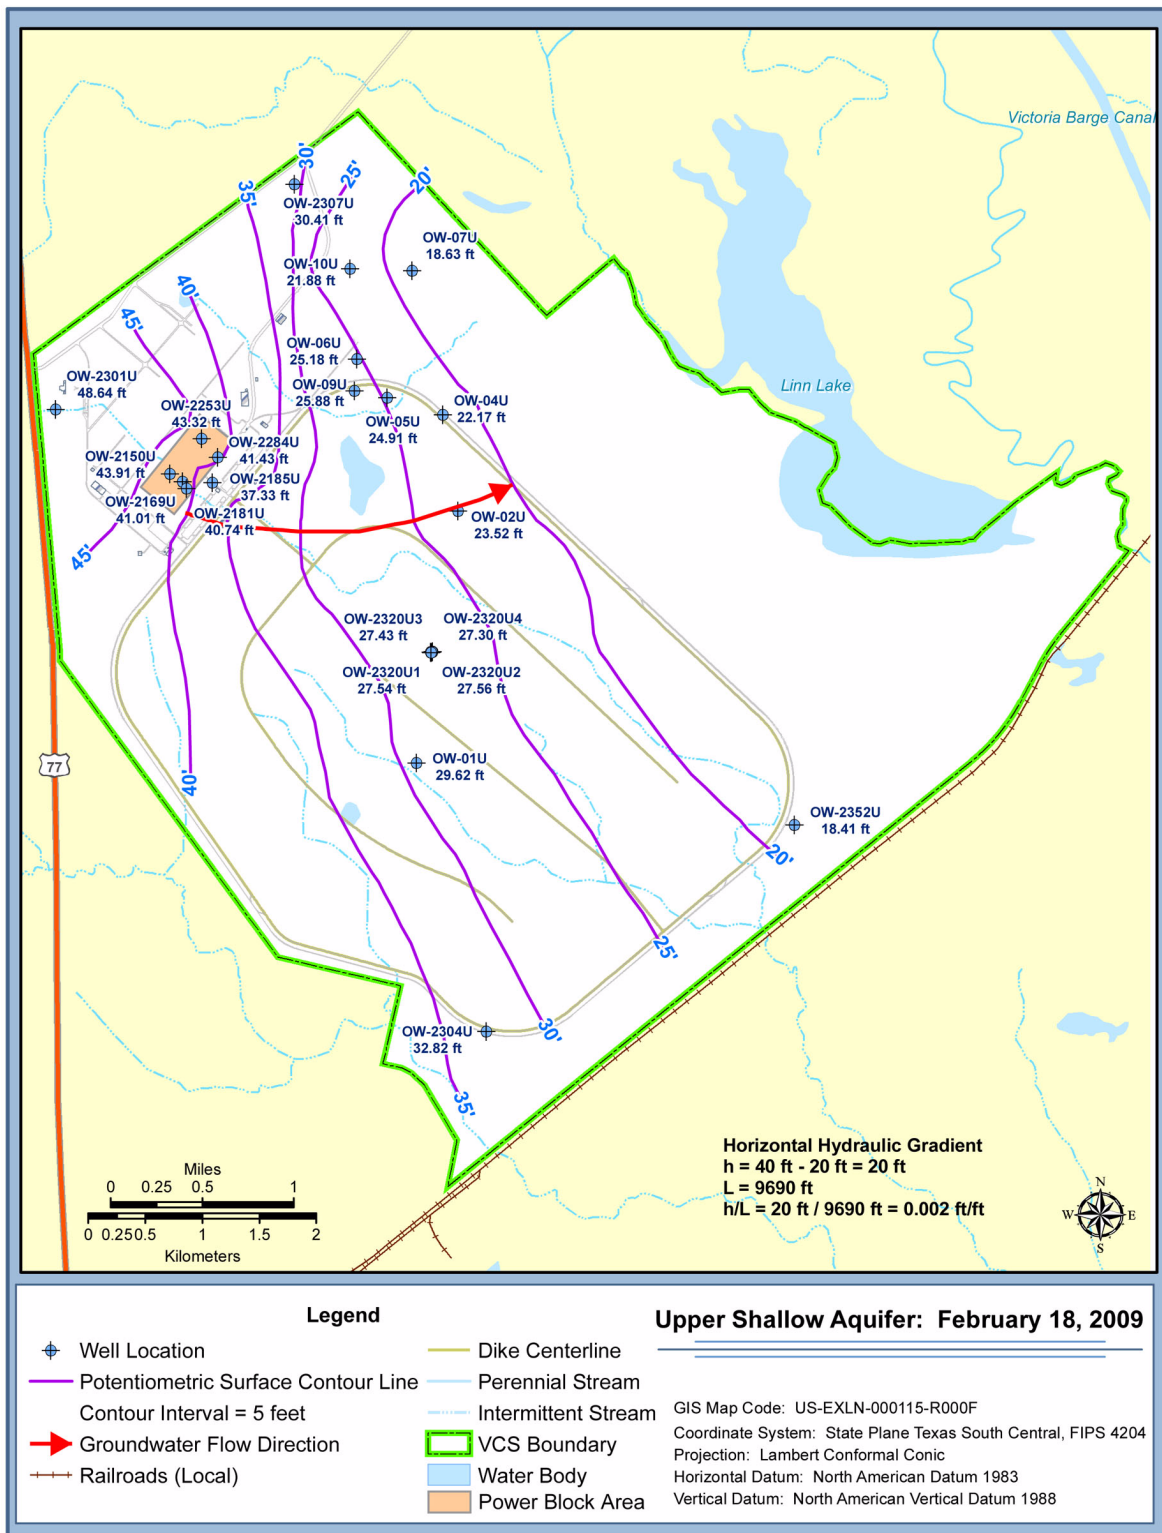 Victoria Barge Canal
30'
35'
25'
20'
OW-2307U
30.41 ft
OW-07U
18.63 ft
OW-10U
21.88 ft
40'
45'
OW-06U
25.18 ft
OW-2301U
48.64 ft
OW-09U
25.88 ft
Linn Lake
OW-04U
22.17 ft
OW-2253U
43.32 ft
OW-05U
24.91 ft
OW-2284U
41.43 ft
OW-2150U
43.91 ft
OW-2185U
37.33 ft
OW-2169U
41.01 ft
OW-2181U
40.74 ft
OW-02U
23.52 ft
45'
OW-2320U3
27.43 ft
OW-2320U4
27.30 ft
OW-2320U1
27.54 ft
OW-2320U2
27.56 ft
77
OW-01U
29.62 ft
40'
OW-2352U
18.41 ft
20'
25'
OW-2304U
32.82 ft
30'
35'
Horizontal Hydraulic Gradient
h = 40 ft - 20 ft = 20 ft
L = 9690 ft
h/L = 20 ft / 9690 ft = 0.002 ft/ft
N
W E
S
Miles
0 0.25 0.5 1
0 0.25 0.5 1 1.5 2
Kilometers
Legend
Well Location
Potentiometric Surface Contour Line
Contour Interval = 5 feet
Groundwater Flow Direction
Railroads (Local)
Dike Centerline
Perennial Stream
Intermittent Stream
VCS Boundary
Water Body
Power Block Area
Upper Shallow Aquifer: February 18, 2009
GIS Map Code: US-EXLN-000115-R000F
Coordinate System: State Plane Texas South Central, FIPS 4204
Projection: Lambert Conformal Conic
Horizontal Datum: North American Datum 1983
Vertical Datum: North American Vertical Datum 1988